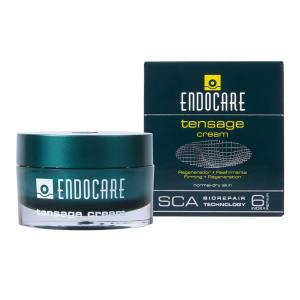 ENDOCARE
tensage
cream
Regenerador • Reafirmante
Firming • Regeneration
normal-dry skin
SCA BIOREPAIR TECHNOLOGY 6
ENDOCARE
tensage cream